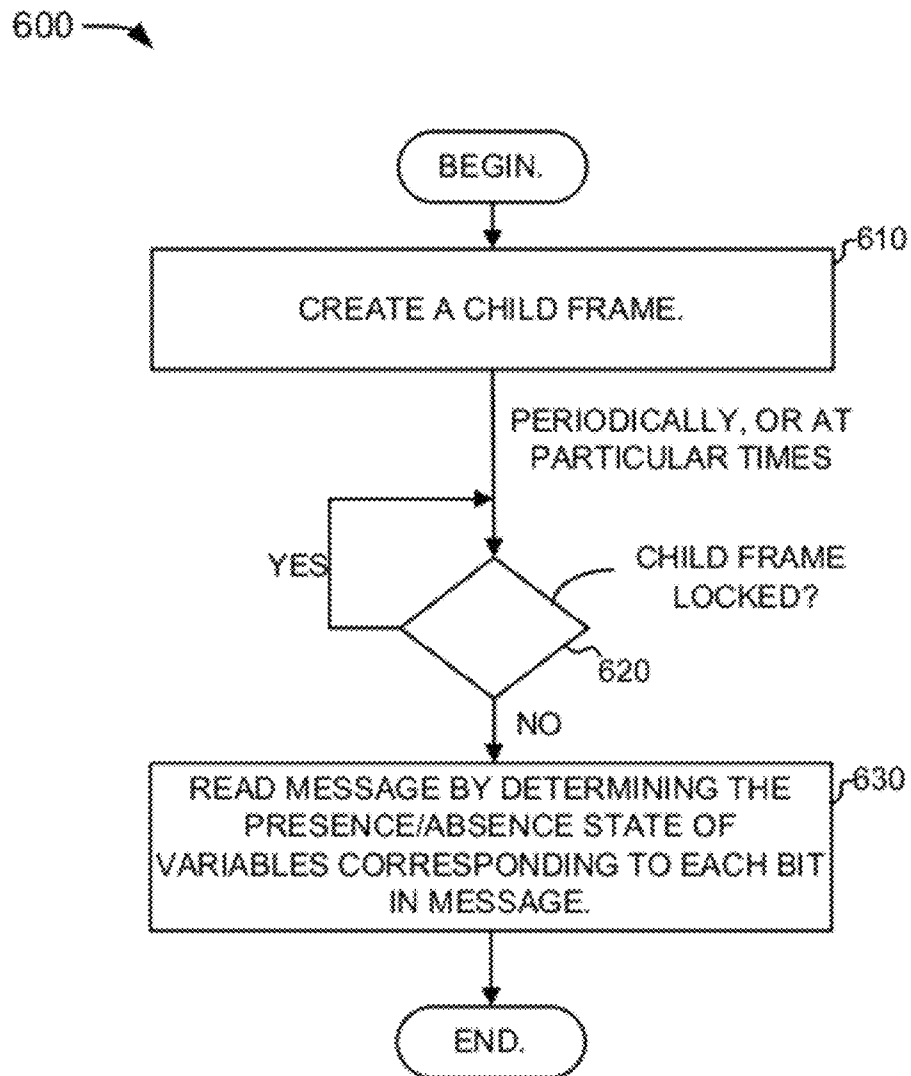 600
BEGIN.
610
CREATE A CHILD FRAME.
PERIODICALLY, OR AT
PARTICULAR TIMES
YES
CHILD FRAME
LOCKED?
620
NO
630
READ MESSAGE BY DETERMINING THE
PRESENCE/ABSENCE STATE OF
VARIABLES CORRESPONDING TO EACH BIT
IN MESSAGE.
END.